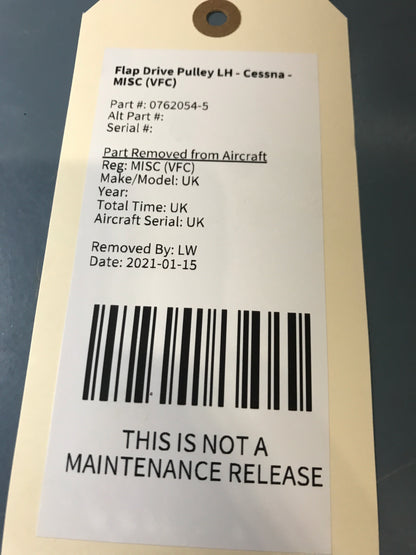 Flap Drive Pulley LH - Cessna -
MISC (VFC)
Part #: 0762054-5
Alt Part #:
Serial #:
Part Removed from Aircraft
Reg: MISC (VFC)
Make/Model: UK
Year:
Total Time: UK
Aircraft Serial: UK
Removed By: LW
Date: 2021-01-15
THIS IS NOT A
MAINTENANCE RELEASE